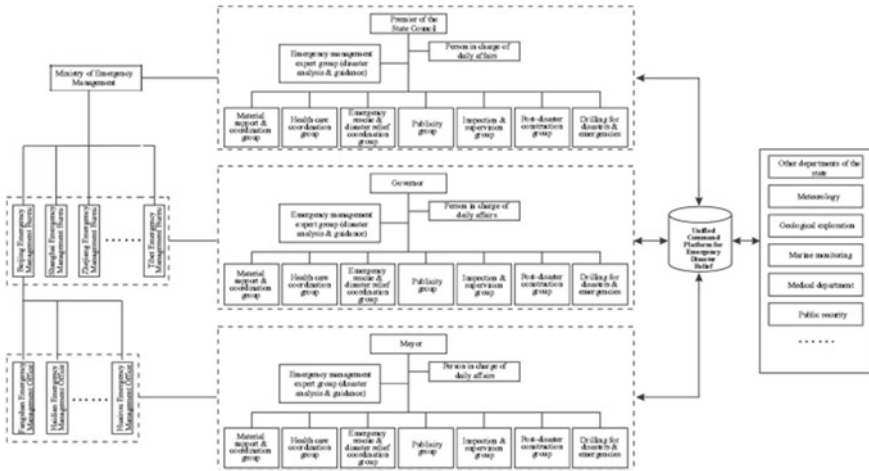 Premier of the
State Council
Emergency management
expert group (disaster
analysis & guidance)
Person in charge of
daily affairs
Material
support &
coordination
group
Health care
coordination
group
Emergency
rescue &
disaster relief
coordination
group
Publicity
group
Inspection &
supervision
group
Post-disaster
construction
group
Drilling for
disasters &
emergencies
Ministry of Emergency
Management
Beijing Emergency
Management Bureau
Shanghai Emergency
Management Bureau
Zhejiang Emergency
Management Bureau
......
Tibet Emergency
Management Bureau
Governor
Emergency management
expert group (disaster
analysis & guidance)
Person in charge of
daily affairs
Material
support &
coordination
group
Health care
coordination
group
Emergency
rescue &
disaster relief
coordination
group
Publicity
group
Inspection &
supervision
group
Post-disaster
construction
group
Drilling for
disasters &
emergencies
Fangshan Emergency
Management Office
Haidian Emergency
Management Office
......
Huairou Emergency
Management Office
Mayor
Emergency management
expert group (disaster
analysis & guidance)
Person in charge of
daily affairs
Material
support &
coordination
group
Health care
coordination
group
Emergency
rescue &
disaster relief
coordination
group
Publicity
group
Inspection &
supervision
group
Post-disaster
construction
group
Drilling for
disasters &
emergencies
Unified
Command
Platform for
Emergency
Disaster
Relief
Other departments of the
state
Meteorology
Geological exploration
Marine monitoring
Medical department
Public security
......